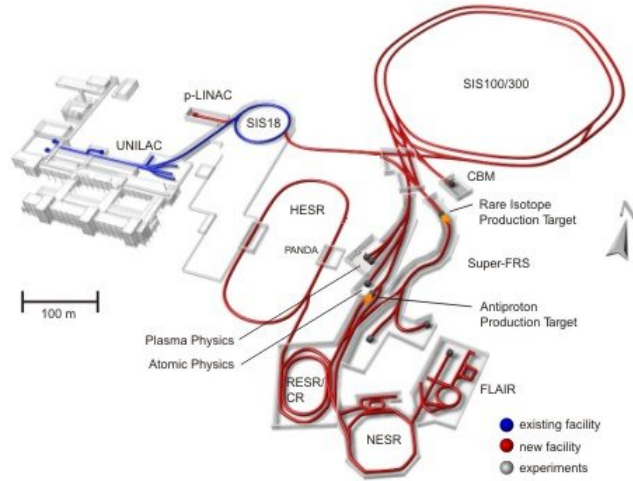 SIS100/300
p-LINAC
SIS18
UNILAC
CBM
Rare Isotope
Production Target
HESR
PANDA
Super-FRS
100 m
Plasma Physics
Antiproton
Production Target
Atomic Physics
RESR/
CR
FLAIR
NESR
existing facility
new facility
experiments